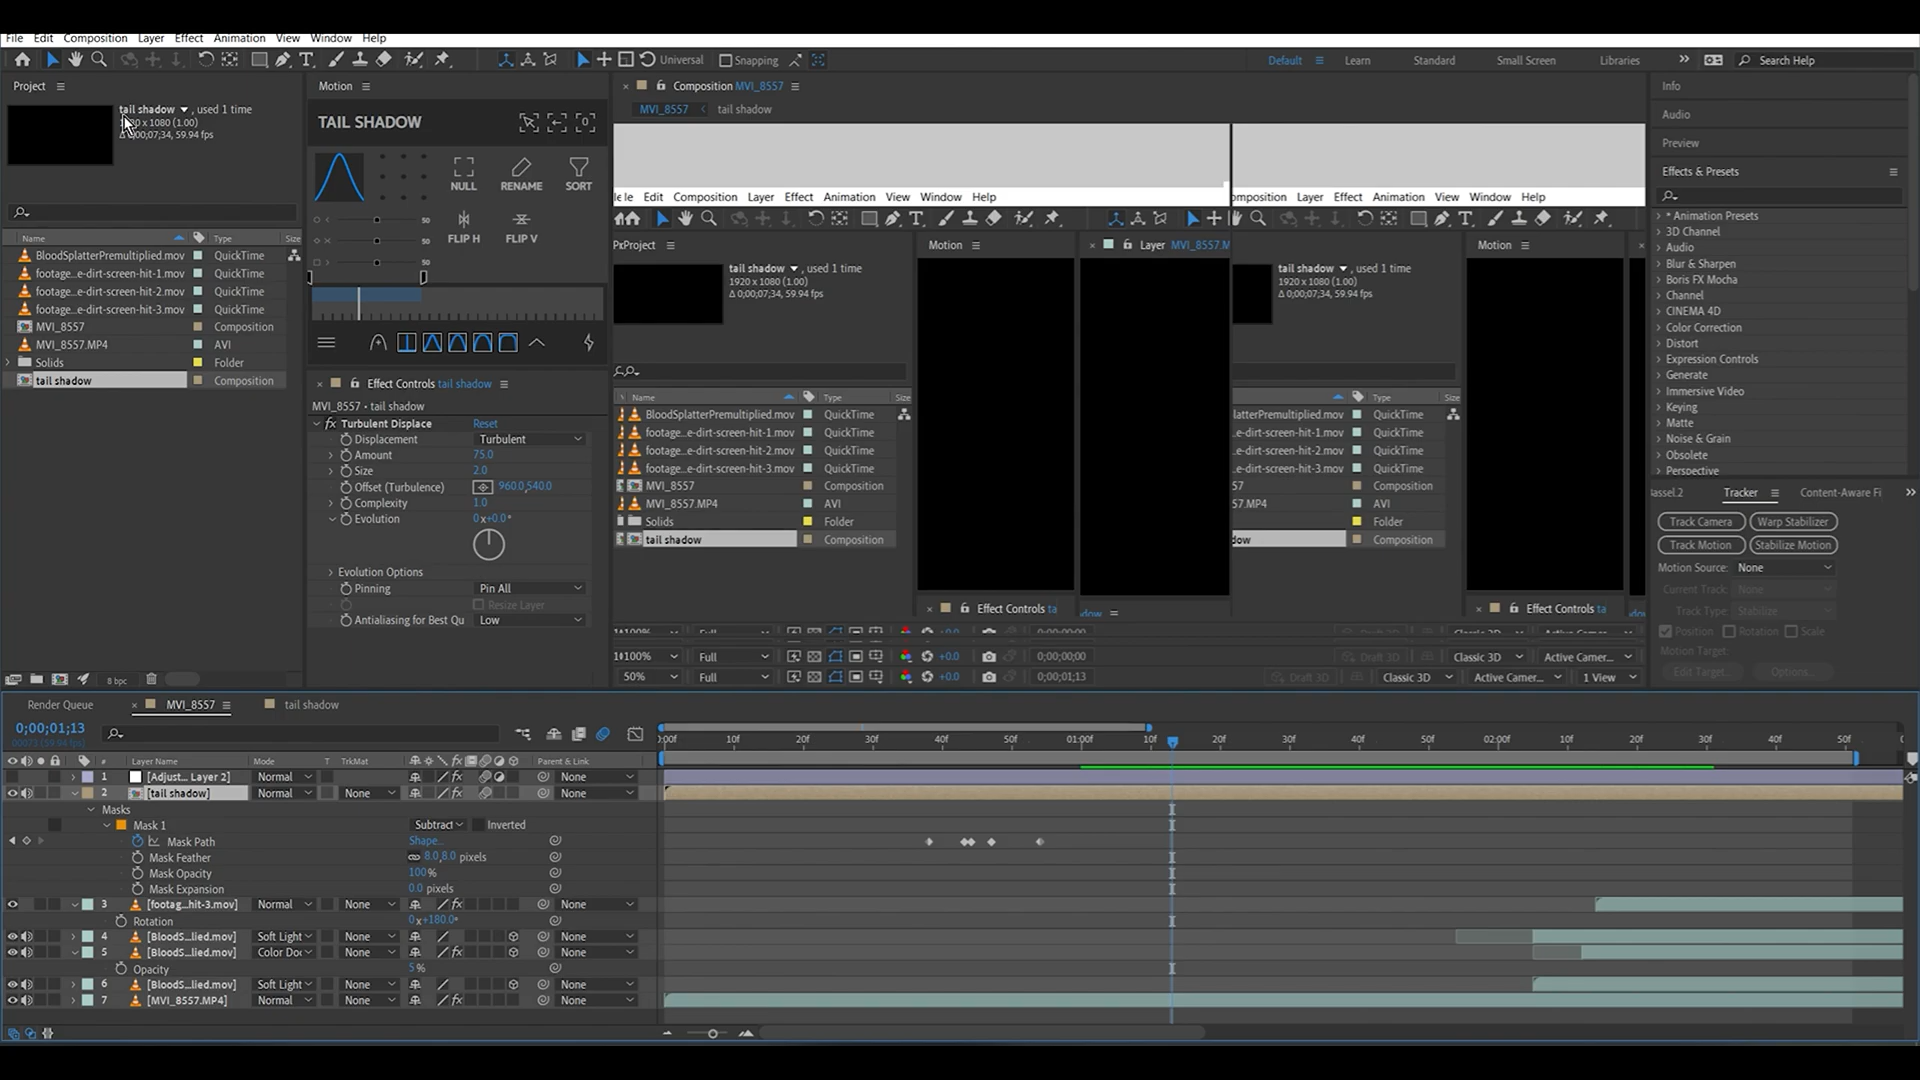 File Edit Composition Layer Effect Animation View Window Help
Universal Snapping Default Learn Standard Small Screen Libraries Search Help
Project
tail shadow , used 1 time
1920 x 1080 (1.00)
Δ 0;00;07;34, 59.94 fps
Name Type Size
BloodSplatterPremultiplied.mov QuickTime
footage...e-dirt-screen-hit-1.mov QuickTime
footage...e-dirt-screen-hit-2.mov QuickTime
footage...e-dirt-screen-hit-3.mov QuickTime
MVI_8557 Composition
MVI_8557.MP4 AVI
Solids Folder
tail shadow Composition
8 bpc
Motion
TAIL SHADOW
NULL RENAME SORT
50
FLIP H FLIP V
50
50
Effect Controls tail shadow
MVI_8557 • tail shadow
fx Turbulent Displace Reset
Displacement Turbulent
Amount 75.0
Size 2.0
Offset (Turbulence) 960.0,540.0
Complexity 1.0
Evolution 0x+0.0°
Evolution Options
Pinning Pin All
Resize Layer
Antialiasing for Best Qu Low
Composition MVI_8557
MVI_8557 tail shadow
le le Edit Composition Layer Effect Animation View Window Help
Project Motion Layer MVI_8557.M
tail shadow , used 1 time
1920 x 1080 (1.00)
Δ 0;00;07;34, 59.94 fps
Name Type Size
BloodSplatterPremultiplied.mov QuickTime
footage...e-dirt-screen-hit-1.mov QuickTime
footage...e-dirt-screen-hit-2.mov QuickTime
footage...e-dirt-screen-hit-3.mov QuickTime
MVI_8557 Composition
MVI_8557.MP4 AVI
Solids Folder
tail shadow Composition
Effect Controls ta
omposition Layer Effect Animation View Window Help
Motion
tail shadow , used 1 time
1920 x 1080 (1.00)
Δ 0;00;07;34, 59.94 fps
Name Type Size
latterPremultiplied.mov QuickTime
.e-dirt-screen-hit-1.mov QuickTime
.e-dirt-screen-hit-2.mov QuickTime
.e-dirt-screen-hit-3.mov QuickTime
57 Composition
57.MP4 AVI
Folder
dow Composition
Effect Controls ta
100% Full +0.0 0;00;00;00 Draft 3D Classic 3D Active Camer...
100% Full +0.0 0;00;00;00 Draft 3D Classic 3D Active Camer...
50% Full +0.0 0;00;01;13 Draft 3D Classic 3D Active Camer... 1 View
Info
Audio
Preview
Effects & Presets
* Animation Presets
3D Channel
Audio
Blur & Sharpen
Boris FX Mocha
Channel
CINEMA 4D
Color Correction
Distort
Expression Controls
Generate
Immersive Video
Keying
Matte
Noise & Grain
Obsolete
Perspective
assel.2 Tracker Content-Aware Fi
Track Camera Warp Stabilizer
Track Motion Stabilize Motion
Motion Source: None
Current Track: None
Track Type: Stabilize
Position Rotation Scale
Motion Target:
Edit Target... Options...
Render Queue MVI_8557 tail shadow
0;00;01;13
00071 (59.94 fps)
):00f 10f 20f 30f 40f 50f 01:00f 10f 20f 30f 40f 50f 02:00f 10f 20f 30f 40f 50f
# Layer Name Mode T TrkMat fx Parent & Link
1 [Adjust... Layer 2] Normal fx None
2 [tail shadow] Normal None fx None
Masks
Mask 1 Subtract Inverted
Mask Path Shape...
Mask Feather 8.0,8.0 pixels
Mask Opacity 100%
Mask Expansion 0.0 pixels
3 [footag...hit-3.mov] Normal None None
Rotation 0x+180.0°
4 [BloodS...lied.mov] Soft Light None None
5 [BloodS...lied.mov] Color Do None fx None
Opacity 5%
6 [BloodS...lied.mov] Soft Light None None
7 [MVI_8557.MP4] Normal None fx None